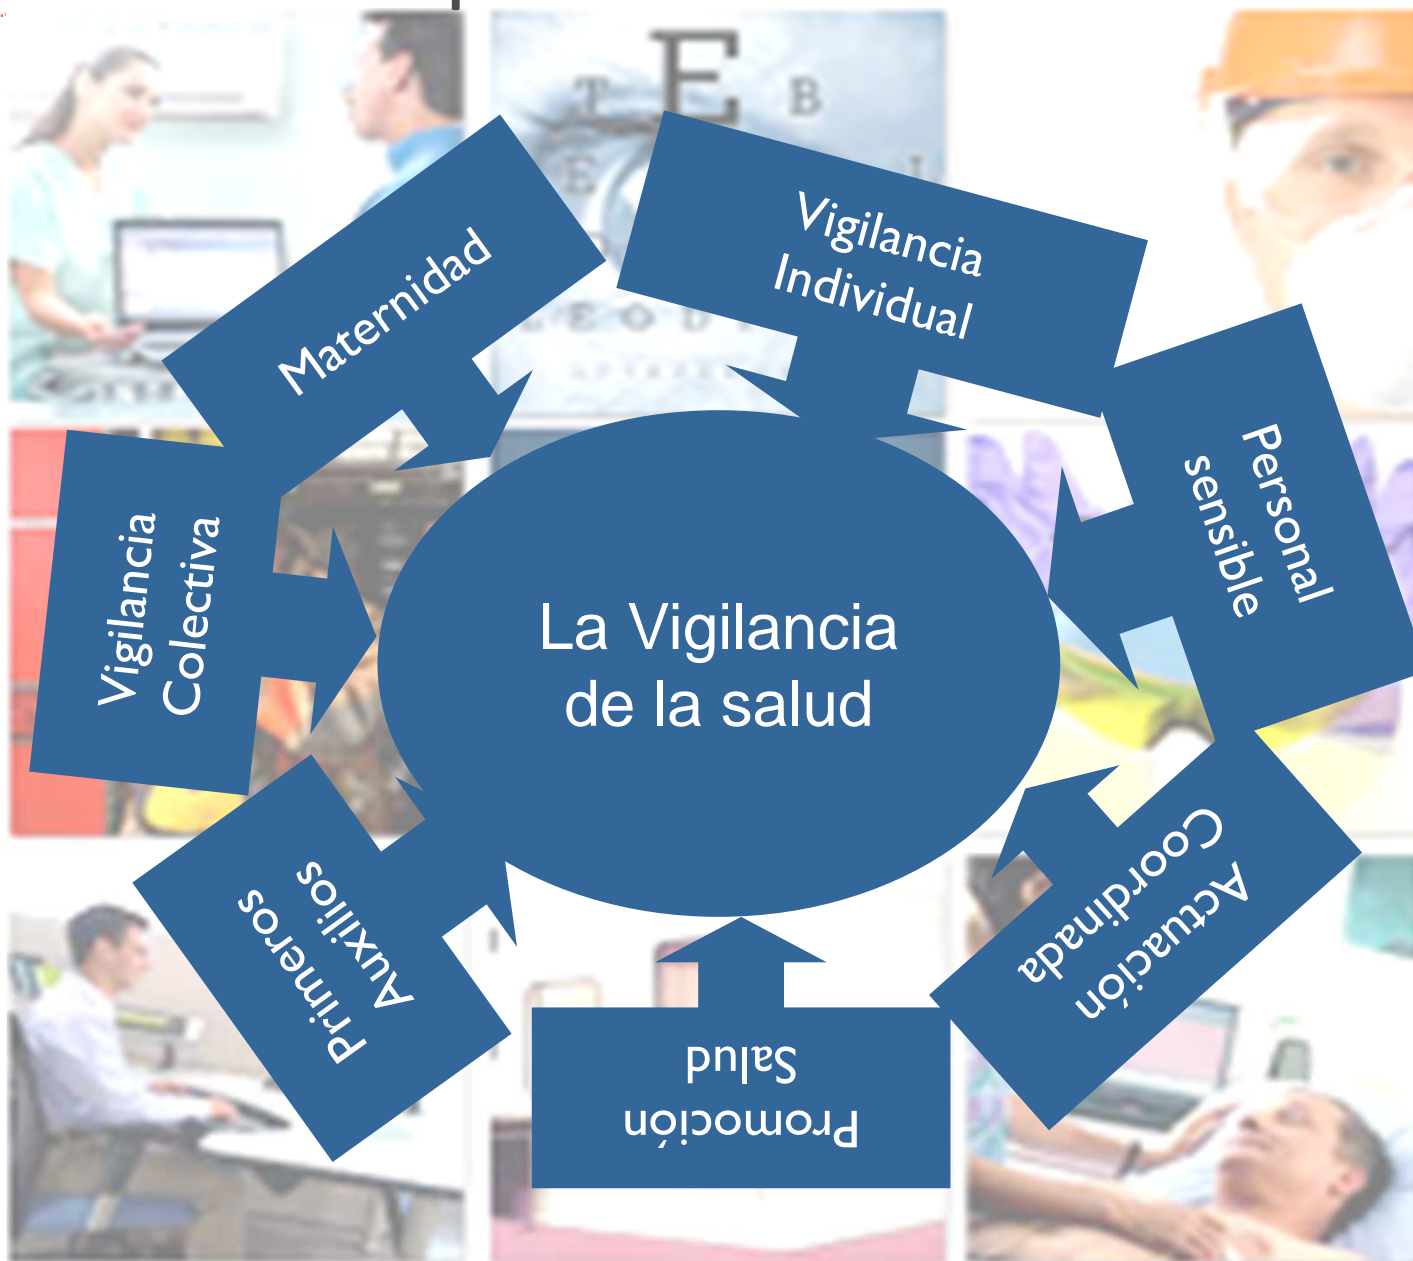 T E B
E
L E O D
Maternidad
Vigilancia
Individual
Personal
sensible
Vigilancia
Colectiva
La Vigilancia
de la salud
Primeros
Auxilios
Actuación
Coordinada
Promoción
Salud